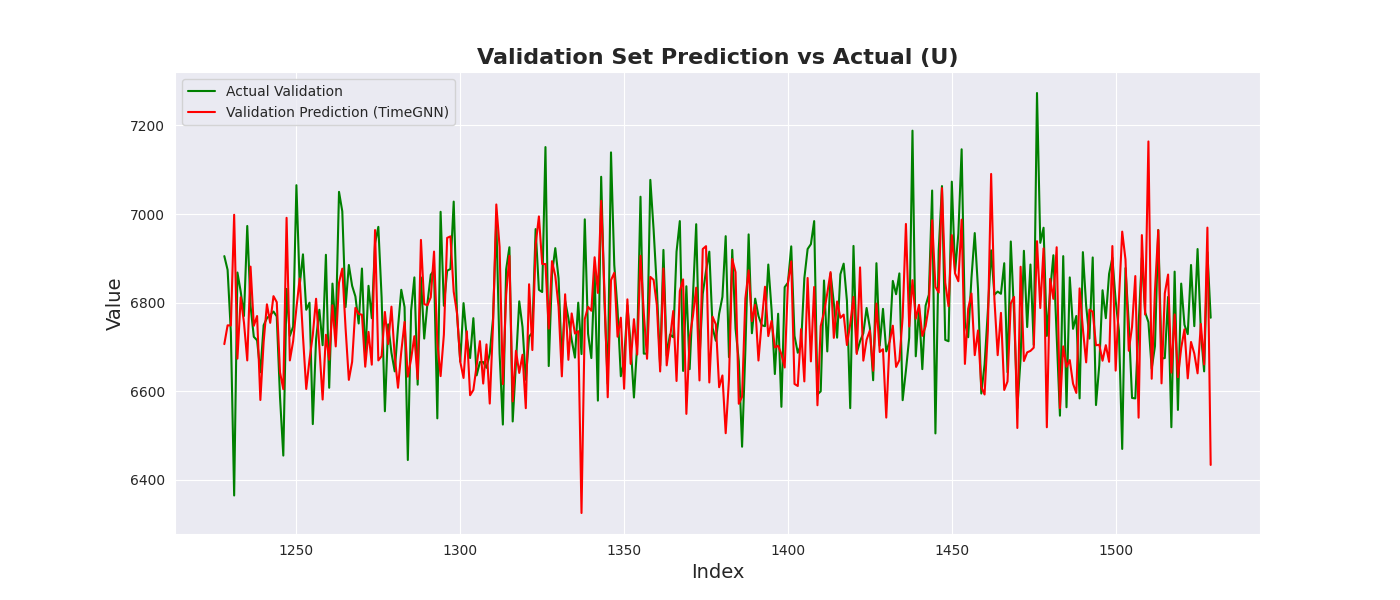 Validation Set Prediction vs Actual (U)
Actual Validation
Validation Prediction (TimeGNN)
Value
7200
7000
6800
6600
6400
1250
1300
1350
1400
1450
1500
Index